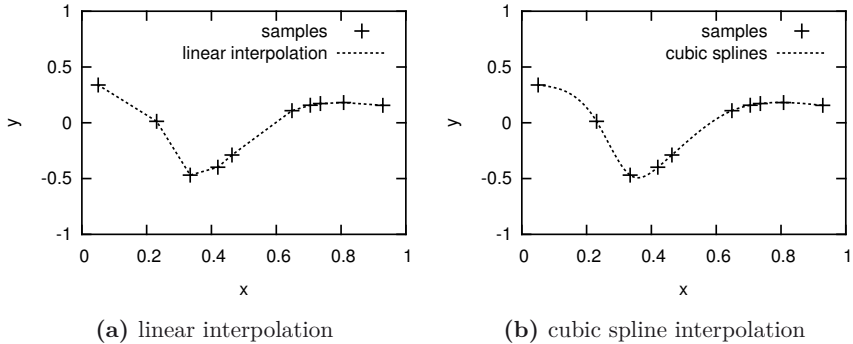 samples
linear interpolation
1
0.5
0
-0.5
-1
y
0
0.2
0.4
0.6
0.8
1
x
(a) linear interpolation
samples
cubic splines
1
0.5
0
-0.5
-1
y
0
0.2
0.4
0.6
0.8
1
x
(b) cubic spline interpolation